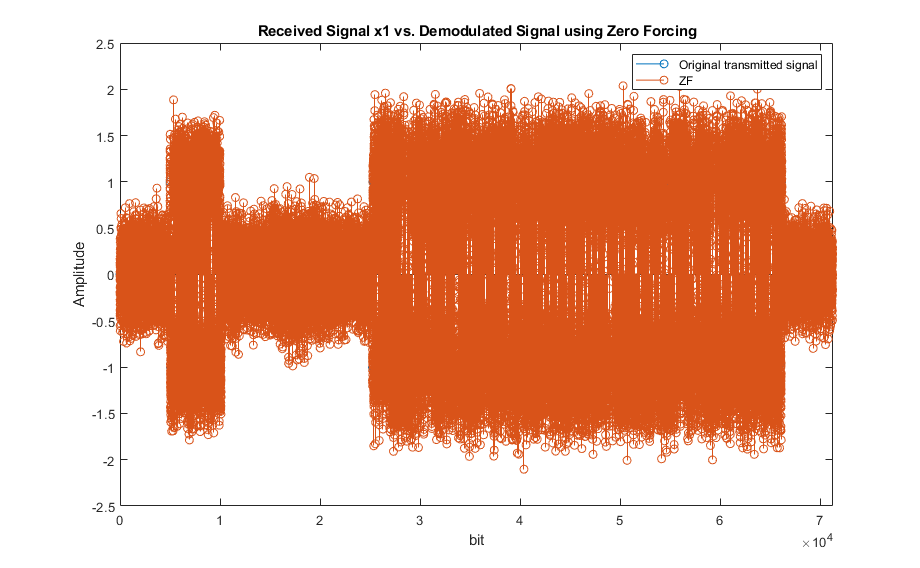 Received Signal x1 vs. Demodulated Signal using Zero Forcing
Original transmitted signal
ZF
2.5
2
1.5
1
0.5
0
-0.5
-1
-1.5
-2
-2.5
Amplitude
0 1 2 3 4 5 6 7
×10^4
bit